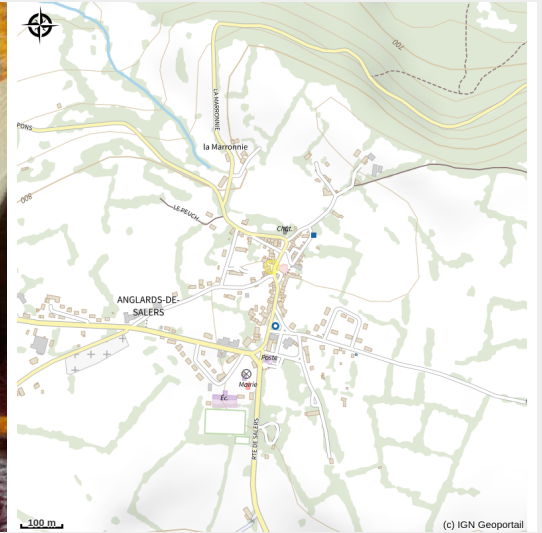 700
LA MARRONNIE
PONS
la Marronnie
800
LE PEUCH
Chât.
ANGLARDS-DE-
SALERS
Poste
Mairie
Éc.
RTE DE SALERS
100 m
(c) IGN Geoportail